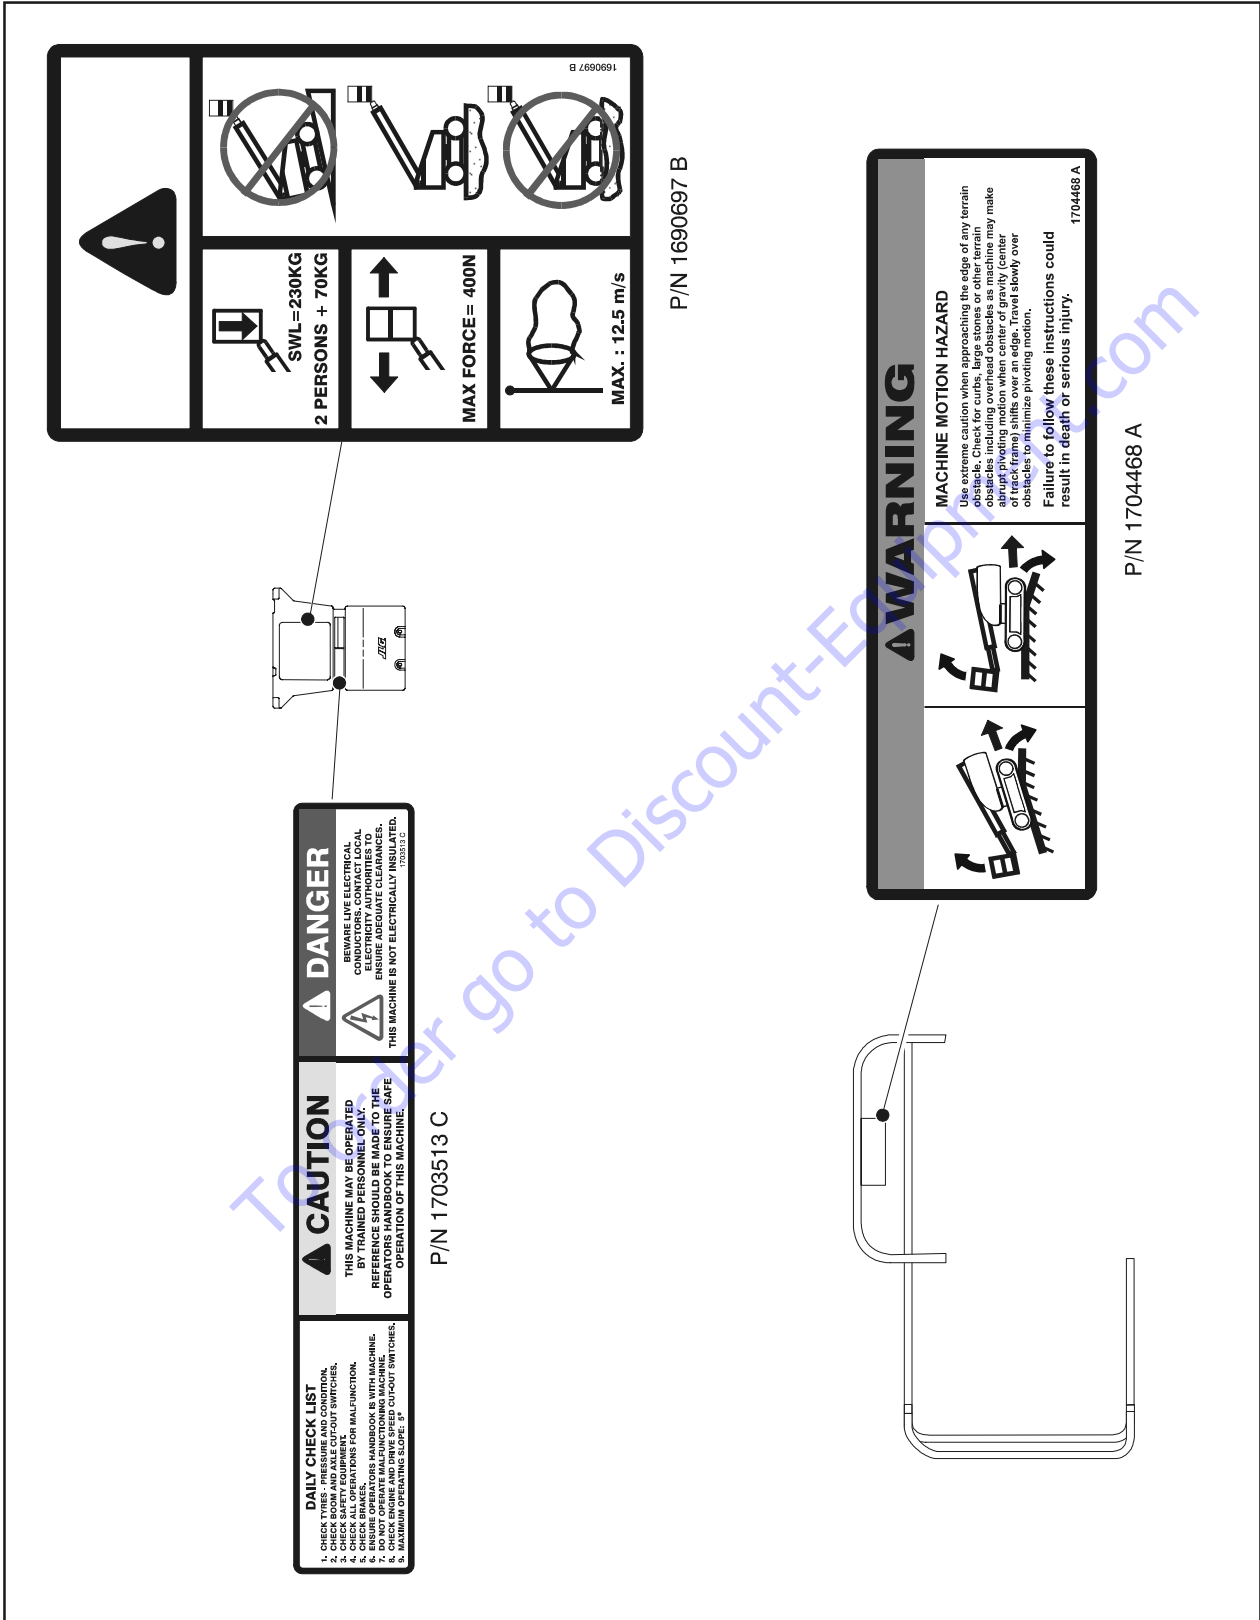 1690697 B
SWL=230KG
2 PERSONS + 70KG
MAX FORCE= 400N
MAX. : 12.5 m/s
P/N 1690697 B
JLG
DAILY CHECK LIST
1. CHECK TYRES - PRESSURE AND CONDITION.
2. CHECK BOOM AND AXLE CUT-OUT SWITCHES.
3. CHECK SAFETY EQUIPMENT.
4. CHECK ALL OPERATIONS FOR MALFUNCTION.
5. CHECK BRAKES.
6. ENSURE OPERATORS HANDBOOK IS WITH MACHINE.
7. DO NOT OPERATE MALFUNCTIONING MACHINE.
8. CHECK ENGINE AND DRIVE SPEED CUT-OUT SWITCHES.
9. MAXIMUM OPERATING SLOPE: 5°
CAUTION
THIS MACHINE MAY BE OPERATED
BY TRAINED PERSONNEL ONLY.
REFERENCE SHOULD BE MADE TO THE
OPERATORS HANDBOOK TO ENSURE SAFE
OPERATION OF THIS MACHINE.
DANGER
BEWARE LIVE ELECTRICAL
CONDUCTORS. CONTACT LOCAL
ELECTRICITY AUTHORITIES TO
ENSURE ADEQUATE CLEARANCES.
THIS MACHINE IS NOT ELECTRICALLY INSULATED.
1703513 C
P/N 1703513 C
WARNING
MACHINE MOTION HAZARD
Use extreme caution when approaching the edge of any terrain
obstacle. Check for curbs, large stones or other terrain
obstacles including overhead obstacles as machine may make
abrupt pivoting motion when center of gravity (center
of track frame) shifts over an edge. Travel slowly over
obstacles to minimize pivoting motion.
Failure to follow these instructions could
result in death or serious injury.
1704468 A
P/N 1704468 A
To order go to Discount-Equipment.com